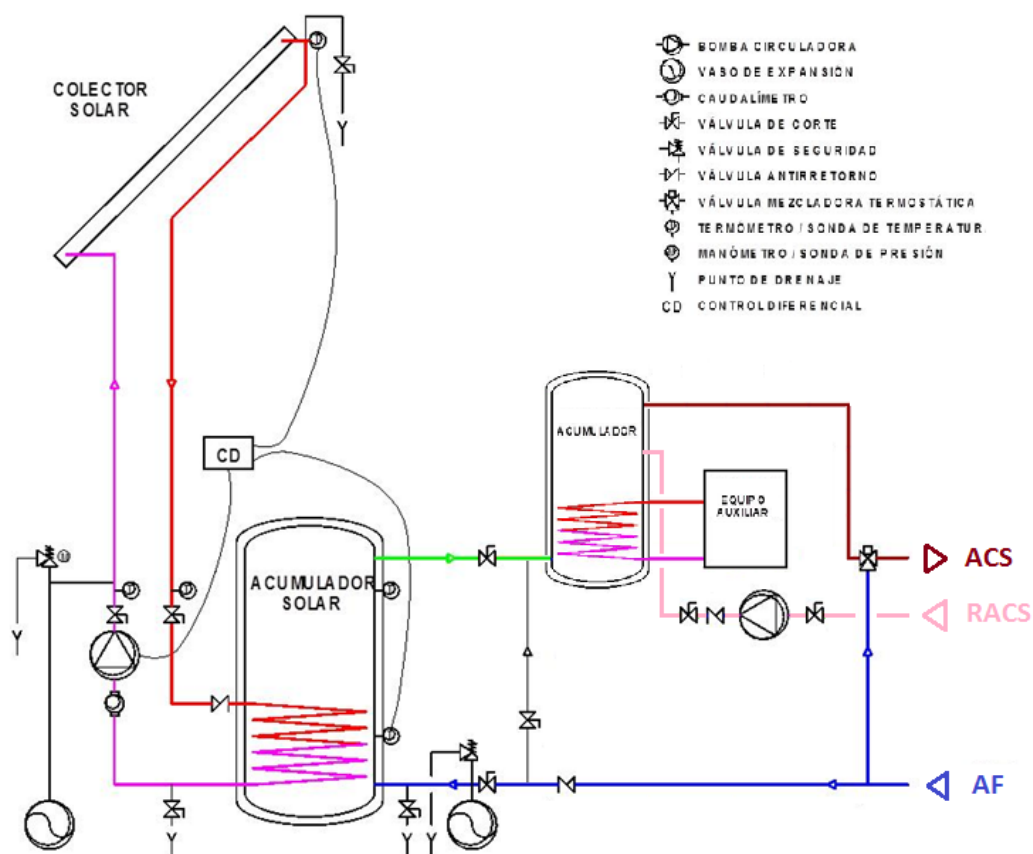 COLECTOR
SOLAR
BOMBA CIRCULADORA
VASO DE EXPANSIÓN
CAUDALÍMETRO
VÁLVULA DE CORTE
VÁLVULA DE SEGURIDAD
VÁLVULA ANTIRRETORNO
VÁLVULA MEZCLADORA TERMOSTÁTICA
TERMÓMETRO / SONDA DE TEMPERATUR
MANÓMETRO / SONDA DE PRESIÓN
PUNTO DE DRENAJE
CD CONTROL DIFERENCIAL
CD
ACUMULADOR
EQUIPO
AUXILIAR
ACUMULADOR
SOLAR
ACS
RACS
AF